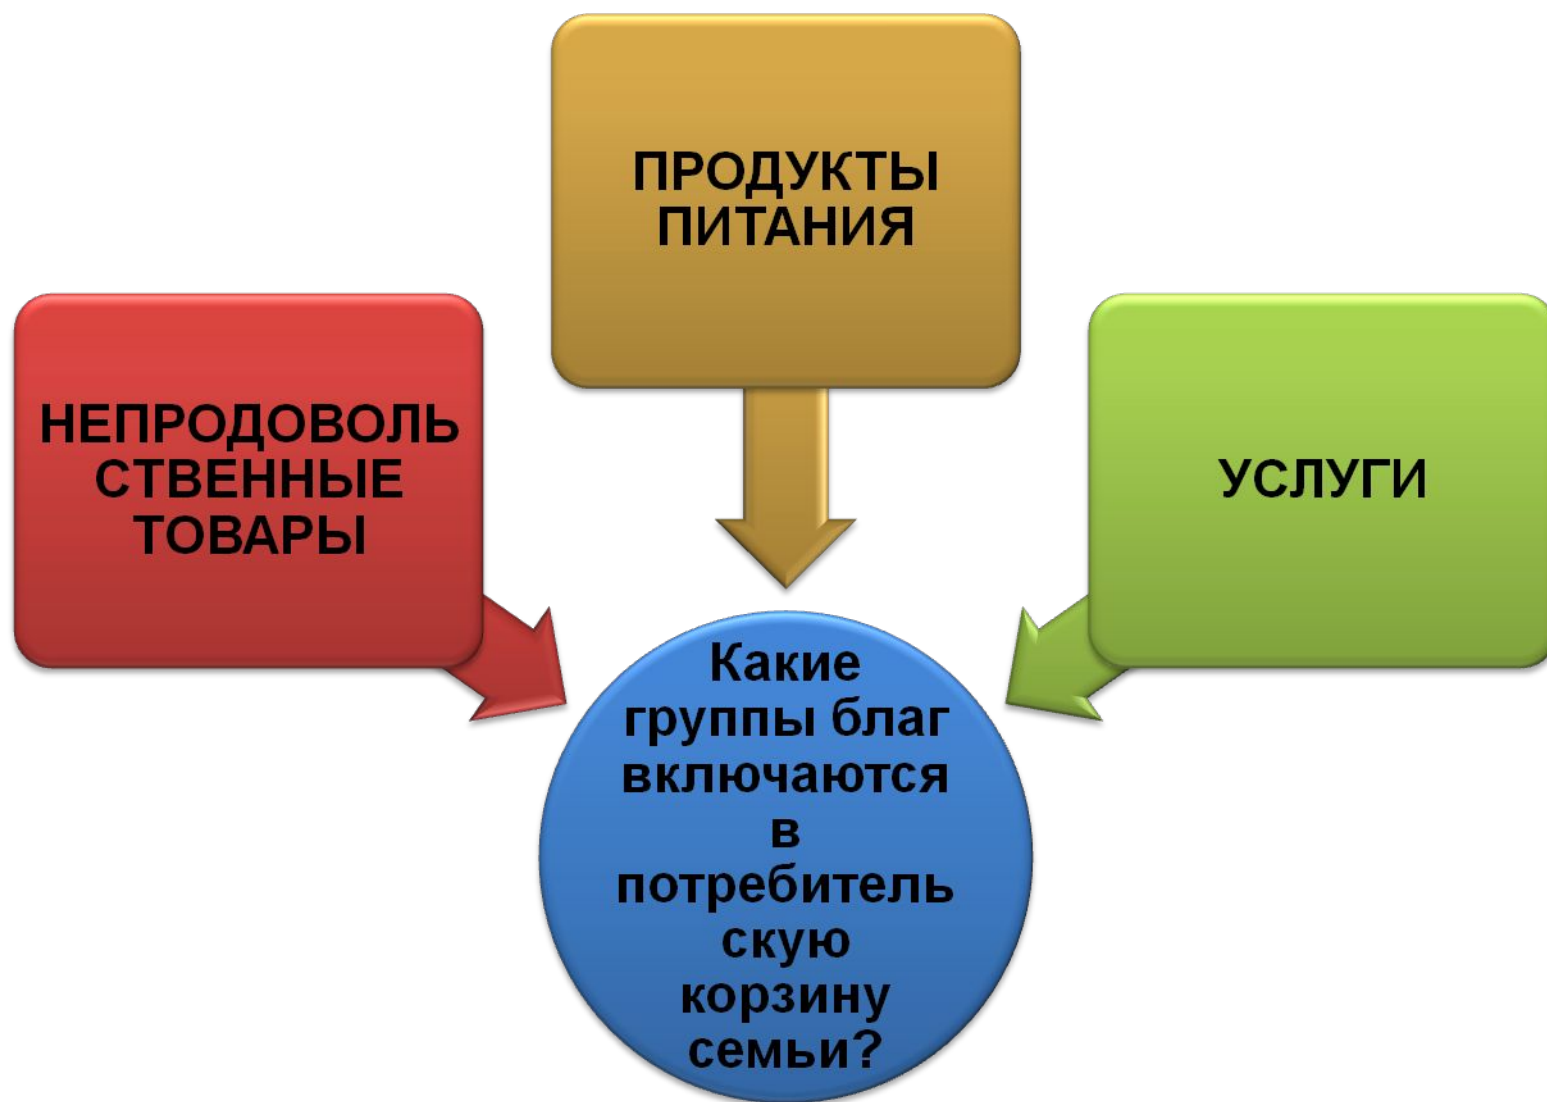 ПРОДУКТЫ
ПИТАНИЯ
НЕПРОДОВОЛЬ
СТВЕННЫЕ
ТОВАРЫ
УСЛУГИ
Какие
группы благ
включаются
в
потребитель
скую
корзину
семьи?